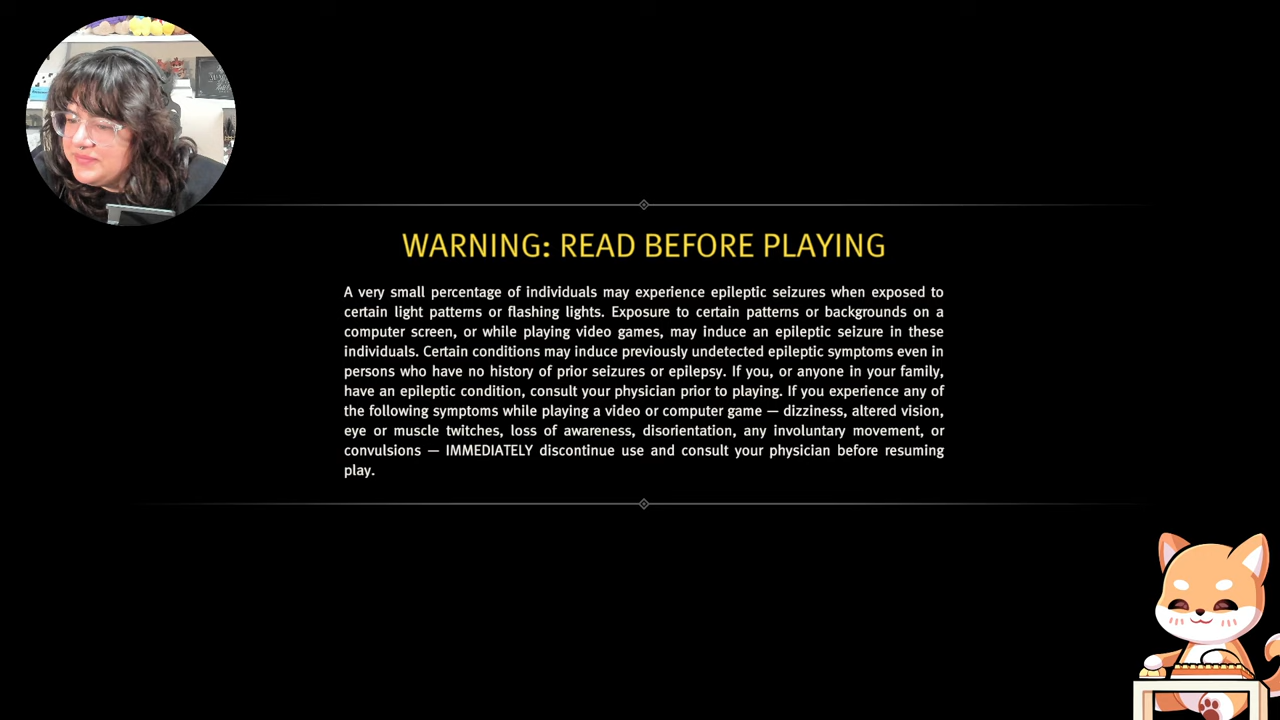 WARNING: READ BEFORE PLAYING
A very small percentage of individuals may experience epileptic seizures when exposed to
certain light patterns or flashing lights. Exposure to certain patterns or backgrounds on a
computer screen, or while playing video games, may induce an epileptic seizure in these
individuals. Certain conditions may induce previously undetected epileptic symptoms even in
persons who have no history of prior seizures or epilepsy. If you, or anyone in your family,
have an epileptic condition, consult your physician prior to playing. If you experience any of
the following symptoms while playing a video or computer game — dizziness, altered vision,
eye or muscle twitches, loss of awareness, disorientation, any involuntary movement, or
convulsions — IMMEDIATELY discontinue use and consult your physician before resuming
play.